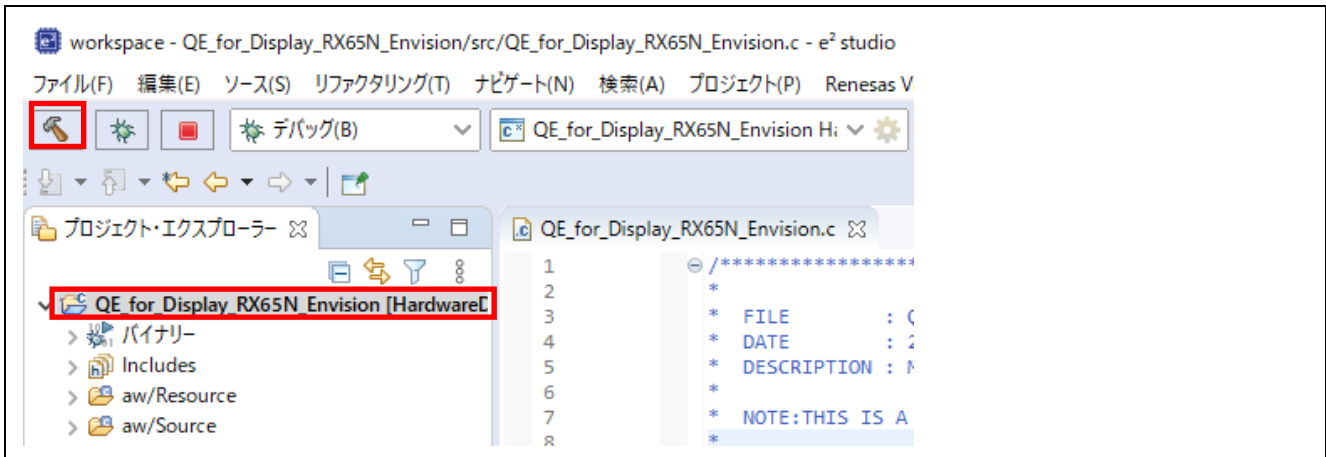 workspace - QE_for_Display_RX65N_Envision/src/QE_for_Display_RX65N_Envision.c - e² studio
ファイル(F) 編集(E) ソース(S) リファクタリング(T) ナビゲート(N) 検索(A) プロジェクト(P) Renesas V
デバッグ(B) QE_for_Display_RX65N_Envision Ha
プロジェクト・エクスプローラー
QE_for_Display_RX65N_Envision.c
QE_for_Display_RX65N_Envision [Hardware
バイナリー
Includes
aw/Resource
aw/Source
1 /******************
2 *
3 * FILE :
4 * DATE : 2
5 * DESCRIPTION : M
6 *
7 * NOTE:THIS IS A
8 *